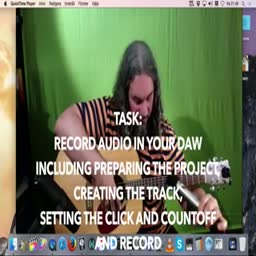 QuickTime Player Arkiv Redigera Innehåll Fönster Hjälp
TASK:
RECORD AUDIO IN YOUR DAW
INCLUDING PREPARING THE PROJECT,
CREATING THE TRACK,
SETTING THE CLICK AND COUNTOFF
AND RECORD